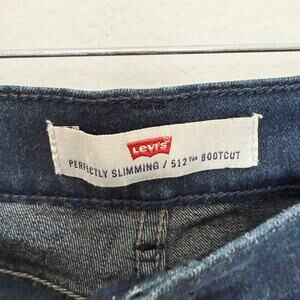 Levi's
PERFECTLY SLIMMING / 512™ BOOTCUT